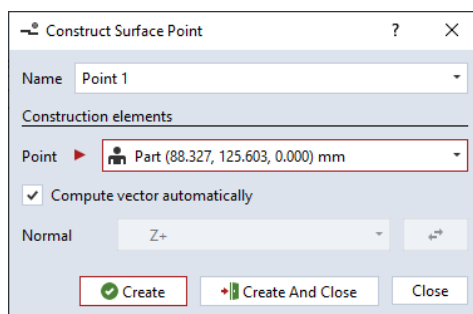 Construct Surface Point ?
Name Point 1
Construction elements
Point Part (88.327, 125.603, 0.000) mm
Compute vector automatically
Normal Z+
Create Create And Close Close